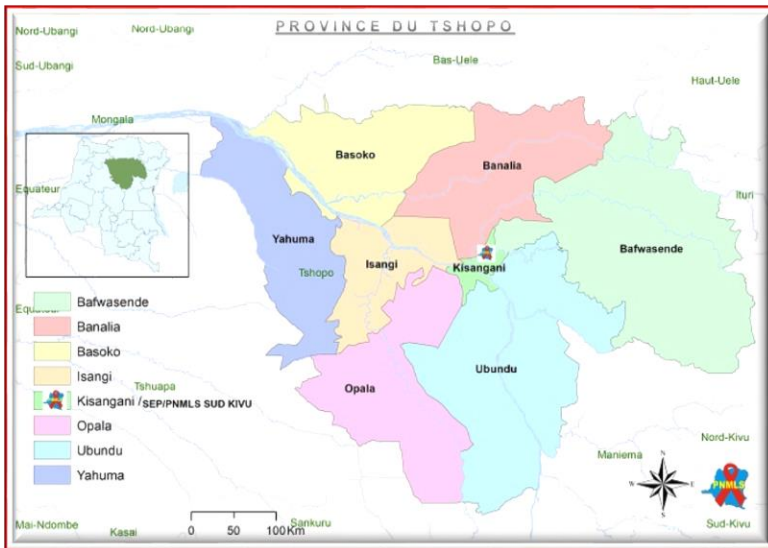 PROVINCE DU TSHOPO
Nord-Ubangi
Nord-Ubangi
Sud-Ubangi
Bas-Uele
Haut-Uele
Mongala
Basoko
Banalia
Equateur
Ituri
Yahuma
Bafwasende
Tshopo
Isangi
Kisangani
Bafwasende
Equateur
Banalia
Basoko
Isangi
Ubundu
Tshuapa
Opala
Kisangani /SEP/PNMLS SUD KIVU
Opala
Ubundu
Nord-Kivu
Maniema
N
Yahuma
W
E
PNMLS
S
Mai-Ndombe
Kasai
Sankuru
Sud-Kivu
0 50 100 Km